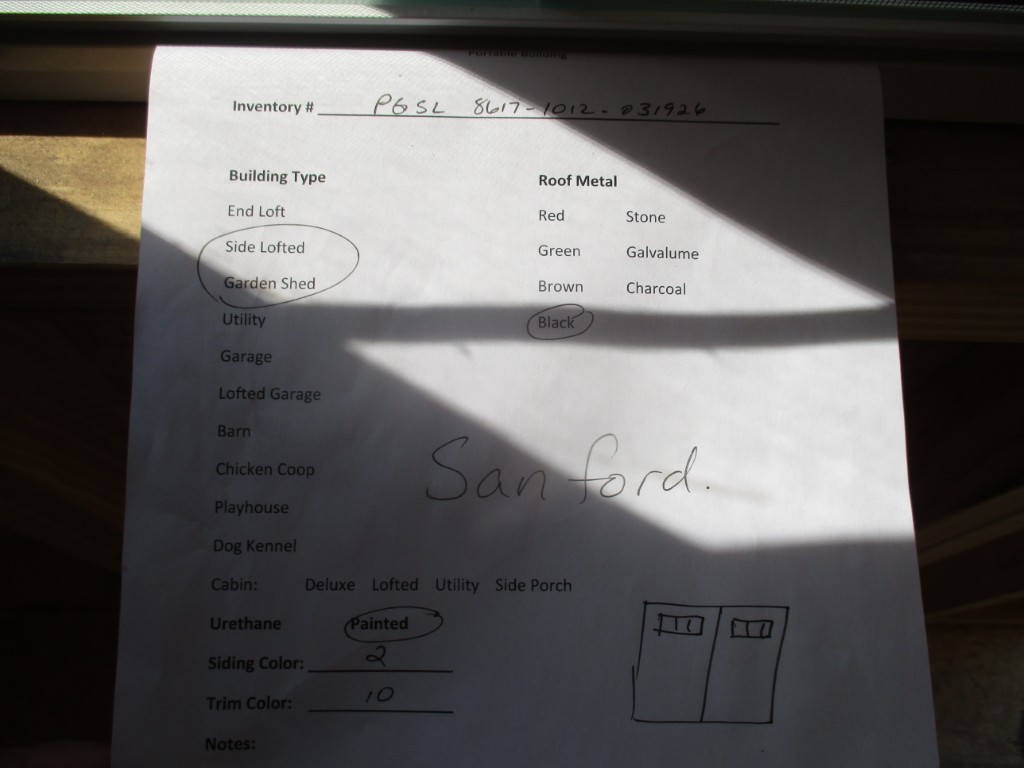 Portable Building
Inventory # PGSL 8617-1012-031926
Building Type Roof Metal
End Loft Red Stone
Side Lofted Green Galvalume
Garden Shed Brown Charcoal
Utility Black
Garage
Lofted Garage
Barn
Chicken Coop
Sanford.
Playhouse
Dog Kennel
Cabin: Deluxe Lofted Utility Side Porch
Urethane Painted
Siding Color: 2
Trim Color: 10
Notes: